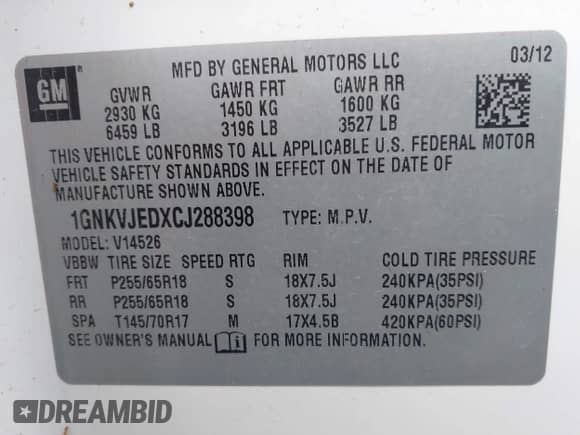 GM ®
MFD BY GENERAL MOTORS LLC 03/12
GVWR GAWR FRT GAWR RR
2930 KG 1450 KG 1600 KG
6459 LB 3196 LB 3527 LB
THIS VEHICLE CONFORMS TO ALL APPLICABLE U.S. FEDERAL MOTOR
VEHICLE SAFETY STANDARDS IN EFFECT ON THE DATE OF
MANUFACTURE SHOWN ABOVE.
1GNKVJEDXCJ288398 TYPE: M.P.V.
MODEL: V14526
VBBW TIRE SIZE SPEED RTG RIM COLD TIRE PRESSURE
FRT P255/65R18 S 18X7.5J 240KPA(35PSI)
RR P255/65R18 S 18X7.5J 240KPA(35PSI)
SPA T145/70R17 M 17X4.5B 420KPA(60PSI)
SEE OWNER'S MANUAL FOR MORE INFORMATION.
DREAMBID